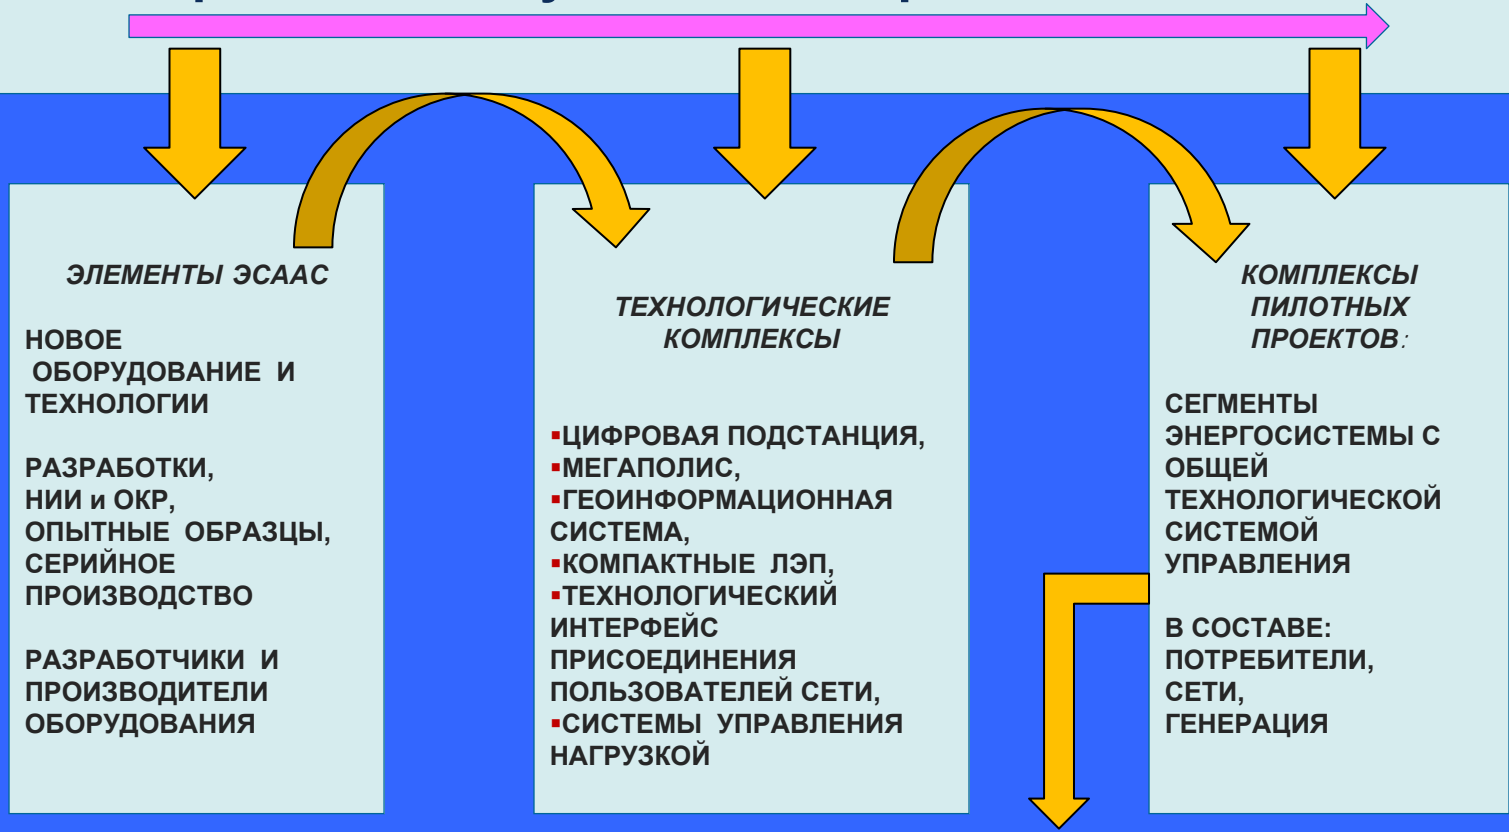 ЭЛЕМЕНТЫ ЭСААС
НОВОЕ
ОБОРУДОВАНИЕ И
ТЕХНОЛОГИИ
РАЗРАБОТКИ,
НИИ и ОКР,
ОПЫТНЫЕ ОБРАЗЦЫ,
СЕРИЙНОЕ
ПРОИЗВОДСТВО
РАЗРАБОТЧИКИ И
ПРОИЗВОДИТЕЛИ
ОБОРУДОВАНИЯ
ТЕХНОЛОГИЧЕСКИЕ
КОМПЛЕКСЫ
▪ЦИФРОВАЯ ПОДСТАНЦИЯ,
▪МЕГАПОЛИС,
▪ГЕОИНФОРМАЦИОННАЯ
СИСТЕМА,
▪КОМПАКТНЫЕ ЛЭП,
▪ТЕХНОЛОГИЧЕСКИЙ
ИНТЕРФЕЙС
ПРИСОЕДИНЕНИЯ
ПОЛЬЗОВАТЕЛЕЙ СЕТИ,
▪СИСТЕМЫ УПРАВЛЕНИЯ
НАГРУЗКОЙ
КОМПЛЕКСЫ
ПИЛОТНЫХ
ПРОЕКТОВ:
СЕГМЕНТЫ
ЭНЕРГОСИСТЕМЫ С
ОБЩЕЙ
ТЕХНОЛОГИЧЕСКОЙ
СИСТЕМОЙ
УПРАВЛЕНИЯ
В СОСТАВЕ:
ПОТРЕБИТЕЛИ,
СЕТИ,
ГЕНЕРАЦИЯ